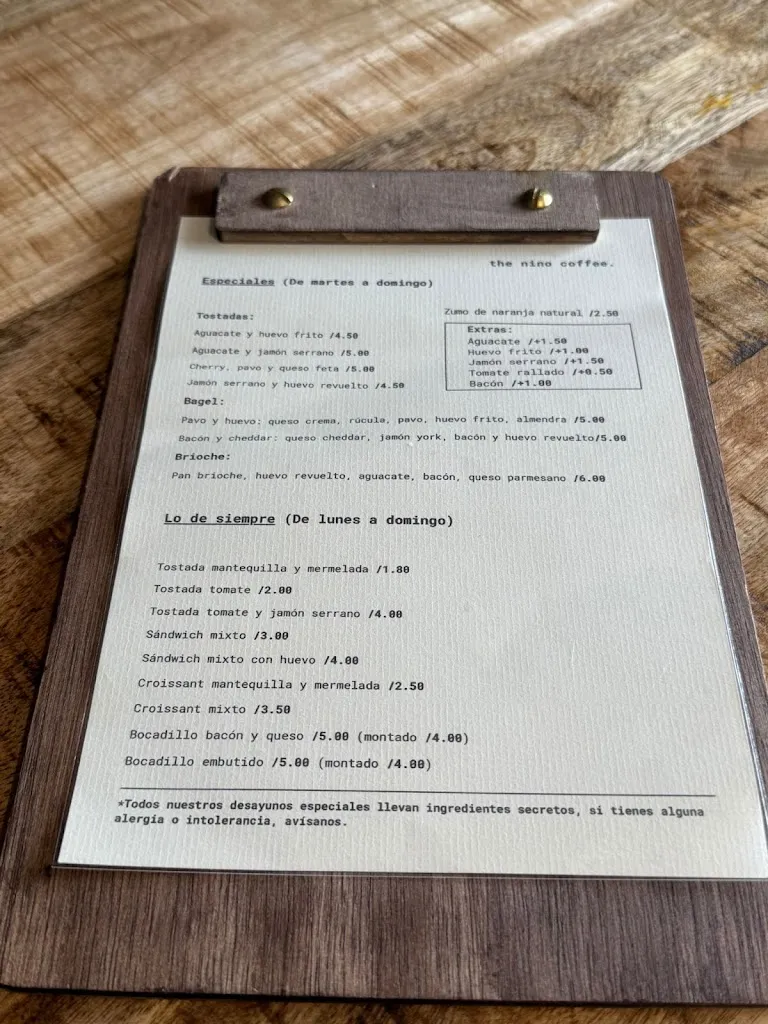 the nino coffee.
Especiales (De martes a domingo)
Tostadas:
Aguacate y huevo frito /4.50
Aguacate y jamón serrano /5.00
Cherry, pavo y queso feta /5.00
Jamón serrano y huevo revuelto /4.50
Zumo de naranja natural /2.50
Extras:
Aguacate /+1.50
Huevo frito /+1.00
Jamón serrano /+1.50
Tomate rallado /+0.50
Bacón /+1.00
Bagel:
Pavo y huevo: queso crema, rúcula, pavo, huevo frito, almendra /5.00
Bacón y cheddar: queso cheddar, jamón york, bacón y huevo revuelto/5.00
Brioche:
Pan brioche, huevo revuelto, aguacate, bacón, queso parmesano /6.00
Lo de siempre (De lunes a domingo)
Tostada mantequilla y mermelada /1.80
Tostada tomate /2.00
Tostada tomate y jamón serrano /4.00
Sándwich mixto /3.00
Sándwich mixto con huevo /4.00
Croissant mantequilla y mermelada /2.50
Croissant mixto /3.50
Bocadillo bacón y queso /5.00 (montado /4.00)
Bocadillo embutido /5.00 (montado /4.00)
*Todos nuestros desayunos especiales llevan ingredientes secretos, si tienes alguna
alergia o intolerancia, avísanos.